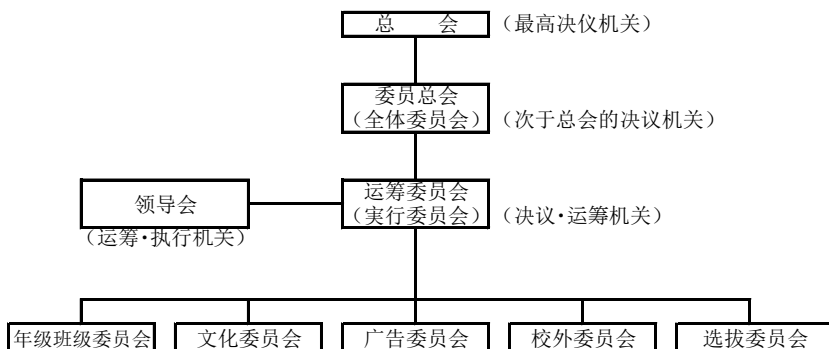 总　　会 （最高决仪机关）
委员总会
（全体委员会） （次于总会的决议机关）
运筹委员会
（実行委员会） （决议·运筹机关）
领导会
（运筹·执行机关）
年级班级委员会 文化委员会 广告委员会 校外委员会 选拔委员会